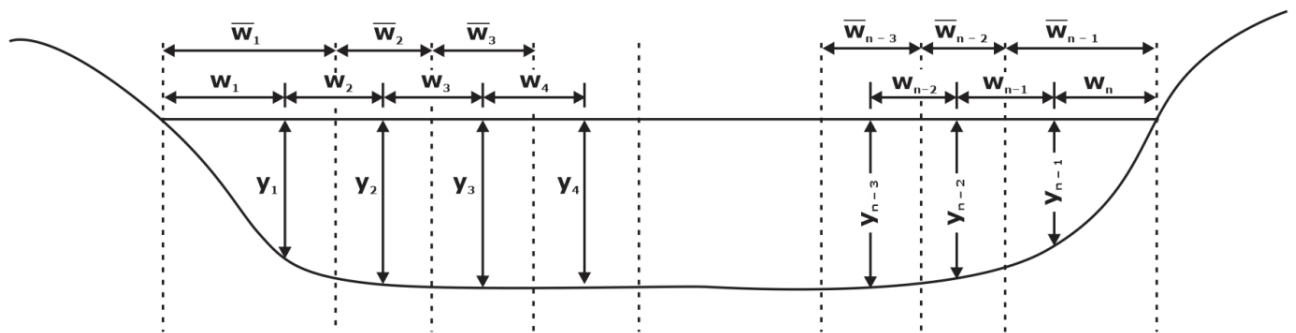 w̅₁ w̅₂ w̅₃ w̅ₙ₋₃ w̅ₙ₋₂ w̅ₙ₋₁
w₁ w₂ w₃ w₄ wₙ₋₂ wₙ₋₁ wₙ
y₁ y₂ y₃ y₄ yₙ₋₃ yₙ₋₂ yₙ₋₁